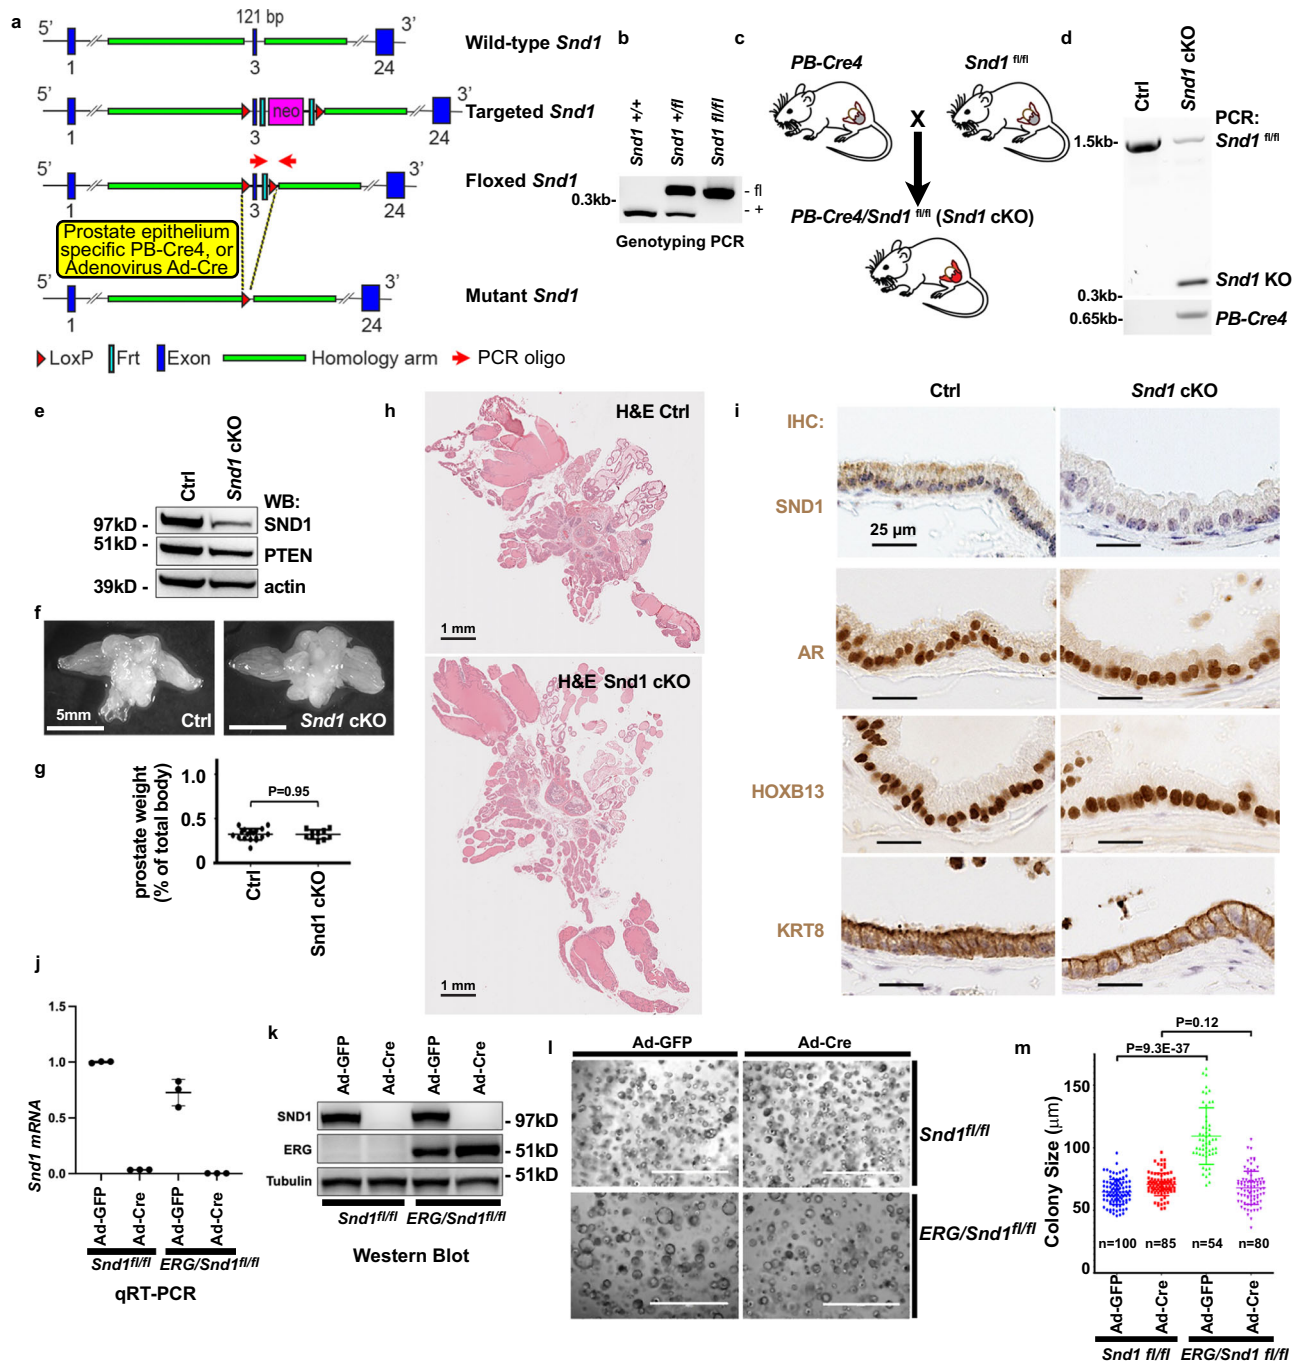 a
121 bp
5' 3'
1 3 24
Wild-type Snd1
5' 3'
neo
1 3 24
Targeted Snd1
5' 3'
1 3 24
Floxed Snd1
Prostate epithelium
specific PB-Cre4, or
Adenovirus Ad-Cre
5' 3'
1 24
Mutant Snd1
LoxP Frt Exon Homology arm PCR oligo
b
Snd1 +/+
Snd1 +/fl
Snd1 fl/fl
0.3kb-
- fl
- +
Genotyping PCR
c
PB-Cre4
Snd1 fl/fl
X
PB-Cre4/Snd1 fl/fl (Snd1 cKO)
d
Ctrl
Snd1 cKO
PCR:
1.5kb-
Snd1 fl/fl
Snd1 KO
0.3kb-
0.65kb-
PB-Cre4
e
Ctrl
Snd1 cKO
WB:
97kD - SND1
51kD - PTEN
39kD - actin
f
5mm
Ctrl
Snd1 cKO
g
prostate weight
(% of total body)
1.0
0.5
0
P=0.95
Ctrl
Snd1 cKO
h
H&E Ctrl
1 mm
H&E Snd1 cKO
1 mm
i
Ctrl
Snd1 cKO
IHC:
SND1
25 μm
AR
HOXB13
KRT8
j
Snd1 mRNA
1.5
1.0
0.5
0.0
Ad-GFP
Ad-Cre
Ad-GFP
Ad-Cre
Snd1fl/fl ERG/Snd1fl/fl
qRT-PCR
k
Ad-GFP
Ad-Cre
Ad-GFP
Ad-Cre
SND1 - 97kD
ERG - 51kD
Tubulin - 51kD
Snd1fl/fl ERG/Snd1fl/fl
Western Blot
l
Ad-GFP Ad-Cre
Snd1fl/fl
ERG/Snd1fl/fl
m
P=0.12
P=9.3E-37
Colony Size (μm)
150
100
50
0
n=100 n=85 n=54 n=80
Ad-GFP
Ad-Cre
Ad-GFP
Ad-Cre
Snd1 fl/fl ERG/Snd1 fl/fl